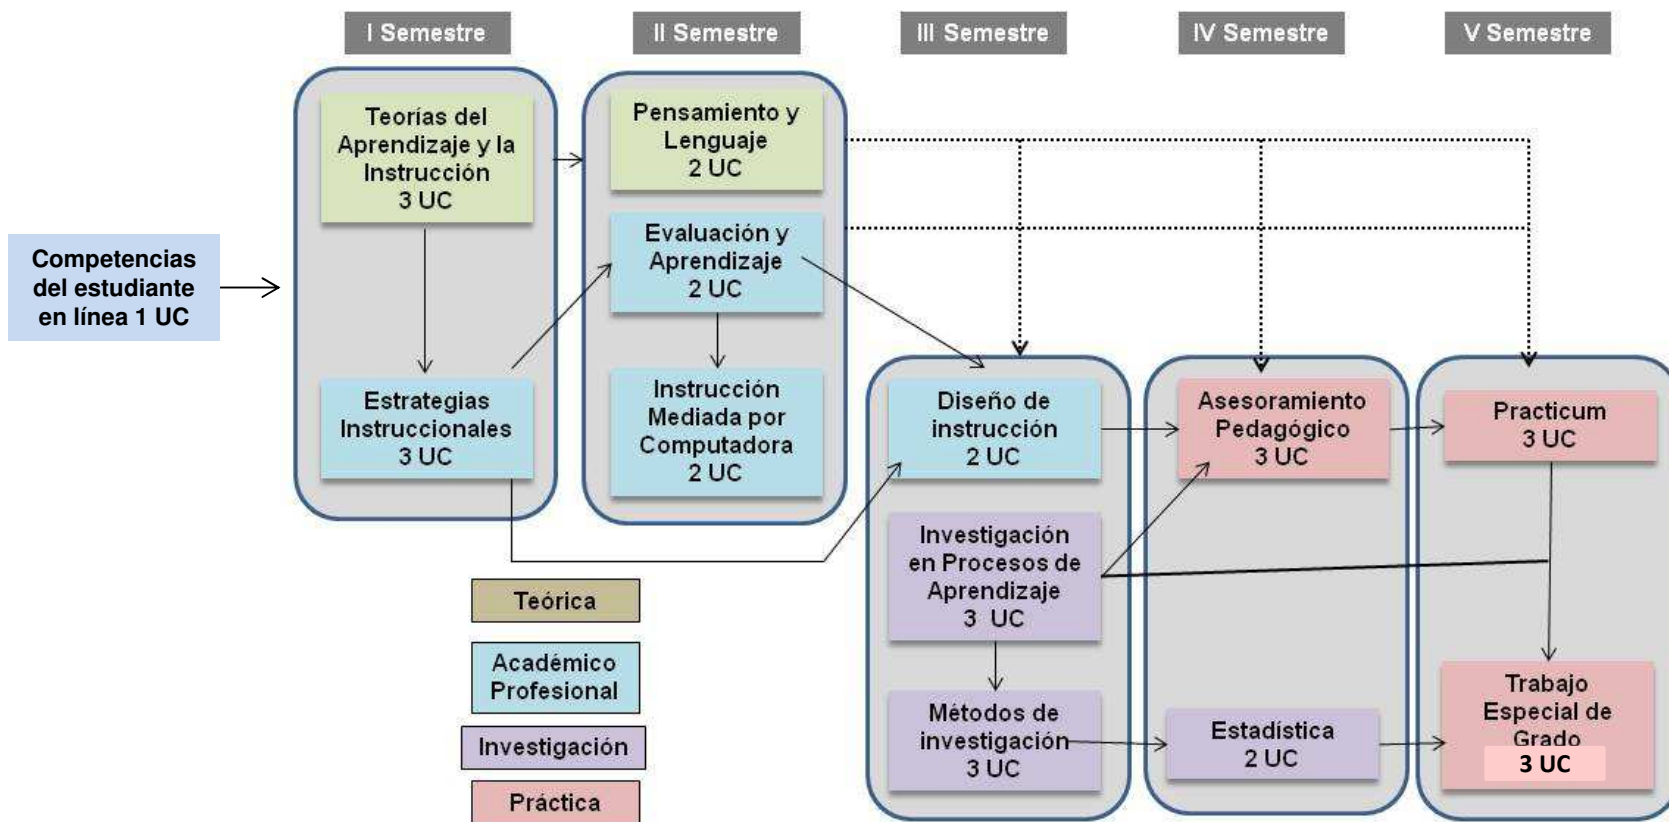 I Semestre
II Semestre
III Semestre
IV Semestre
V Semestre
Competencias
del estudiante
en línea 1 UC
Teorías del
Aprendizaje y la
Instrucción
3 UC
Estrategias
Instruccionales
3 UC
Pensamiento y
Lenguaje
2 UC
Evaluación y
Aprendizaje
2 UC
Instrucción
Mediada por
Computadora
2 UC
Diseño de
instrucción
2 UC
Investigación
en Procesos de
Aprendizaje
3 UC
Métodos de
investigación
3 UC
Asesoramiento
Pedagógico
3 UC
Estadística
2 UC
Practicum
3 UC
Trabajo
Especial de
Grado
3 UC
Teórica
Académico
Profesional
Investigación
Práctica